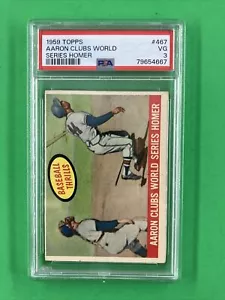 1959 TOPPS #467
AARON CLUBS WORLD VG
SERIES HOMER 3
PSA 79654667
BASEBALL
THRILLS
AARON CLUBS WORLD SERIES HOMER